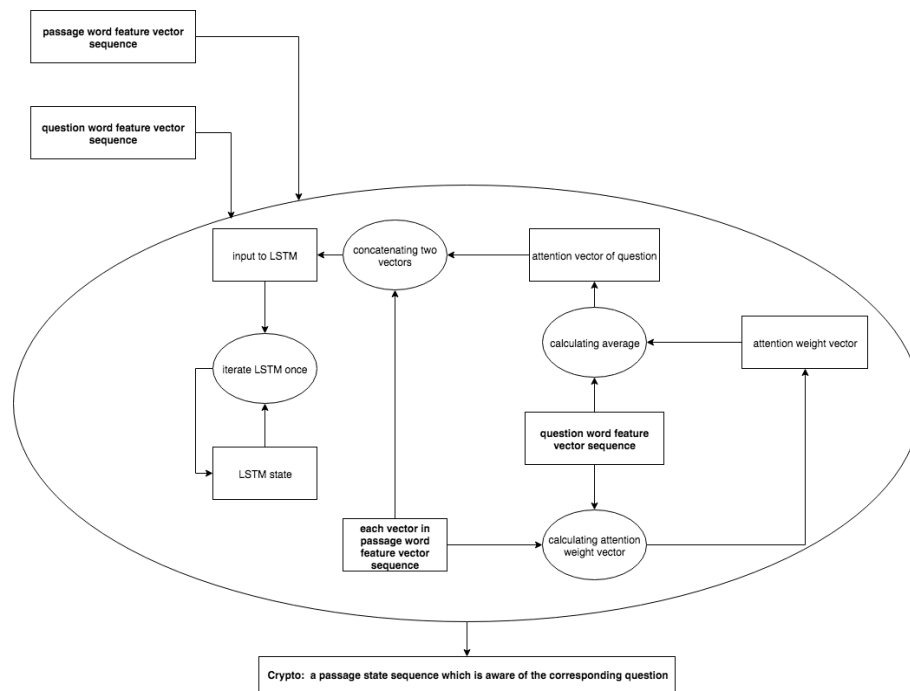 passage word feature vector
sequence
question word feature vector
sequence
input to LSTM
concatenating two
vectors
attention vector of question
iterate LSTM once
calculating average
attention weight vector
LSTM state
question word feature
vector sequence
each vector in
passage word
feature vector
sequence
calculating attention
weight vector
Crypto:  a passage state sequence which is aware of the corresponding question